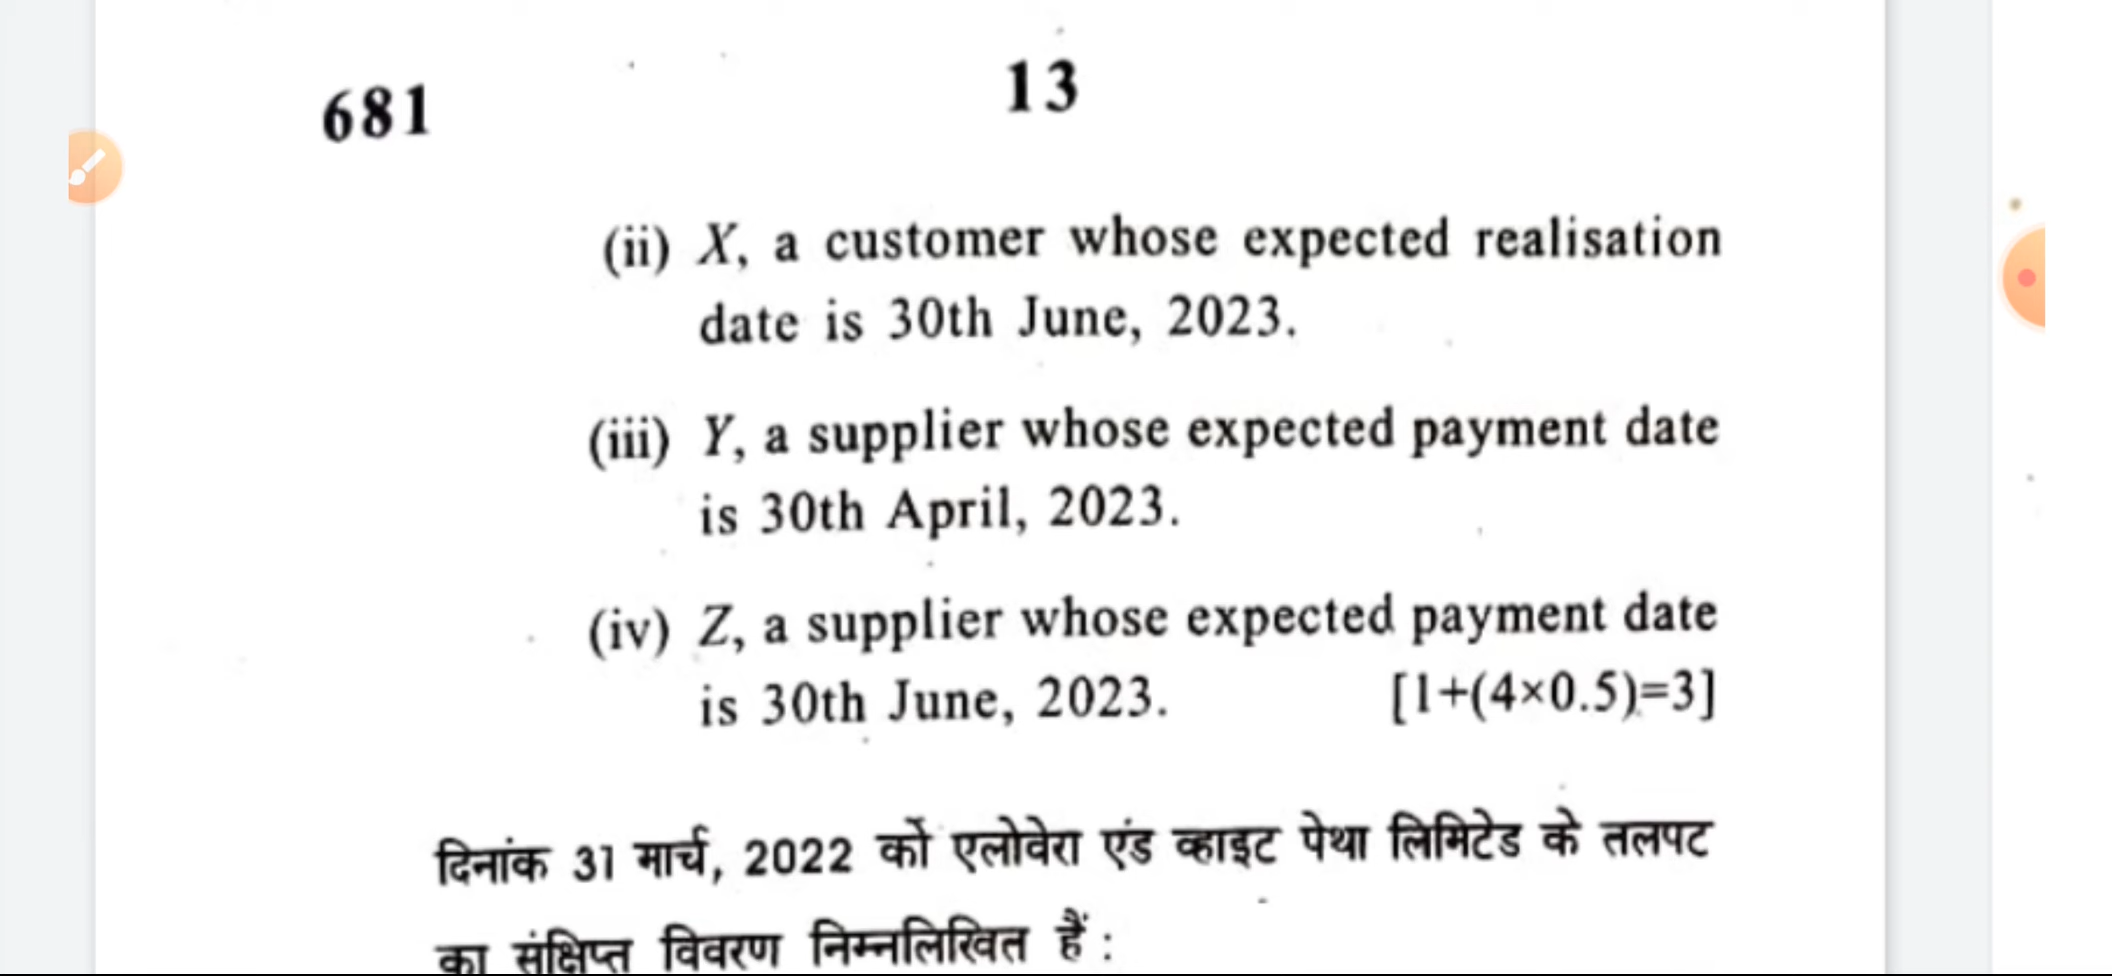 681
13
(ii) X, a customer whose expected realisation
date is 30th June, 2023.
(iii) Y, a supplier whose expected payment date
is 30th April, 2023.
(iv) Z, a supplier whose expected payment date
is 30th June, 2023. [1+(4×0.5)=3]
दिनांक 31 मार्च, 2022 को एलोवेरा एंड व्हाइट पेथा लिमिटेड के तलपट
का संक्षिप्त विवरण निम्नलिखित हैं :